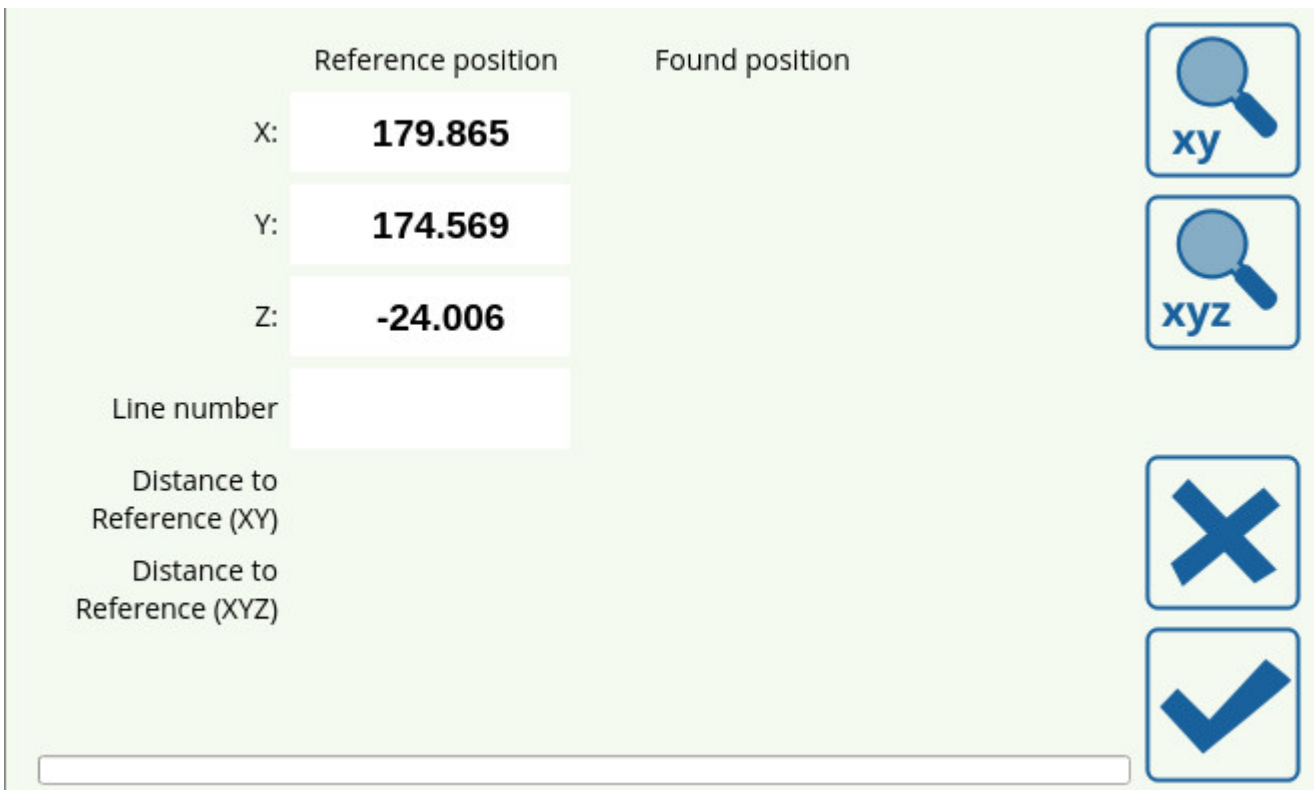 Reference position Found position
X: 179.865
Y: 174.569
Z: -24.006
Line number
Distance to
Reference (XY)
Distance to
Reference (XYZ)
xy
xyz